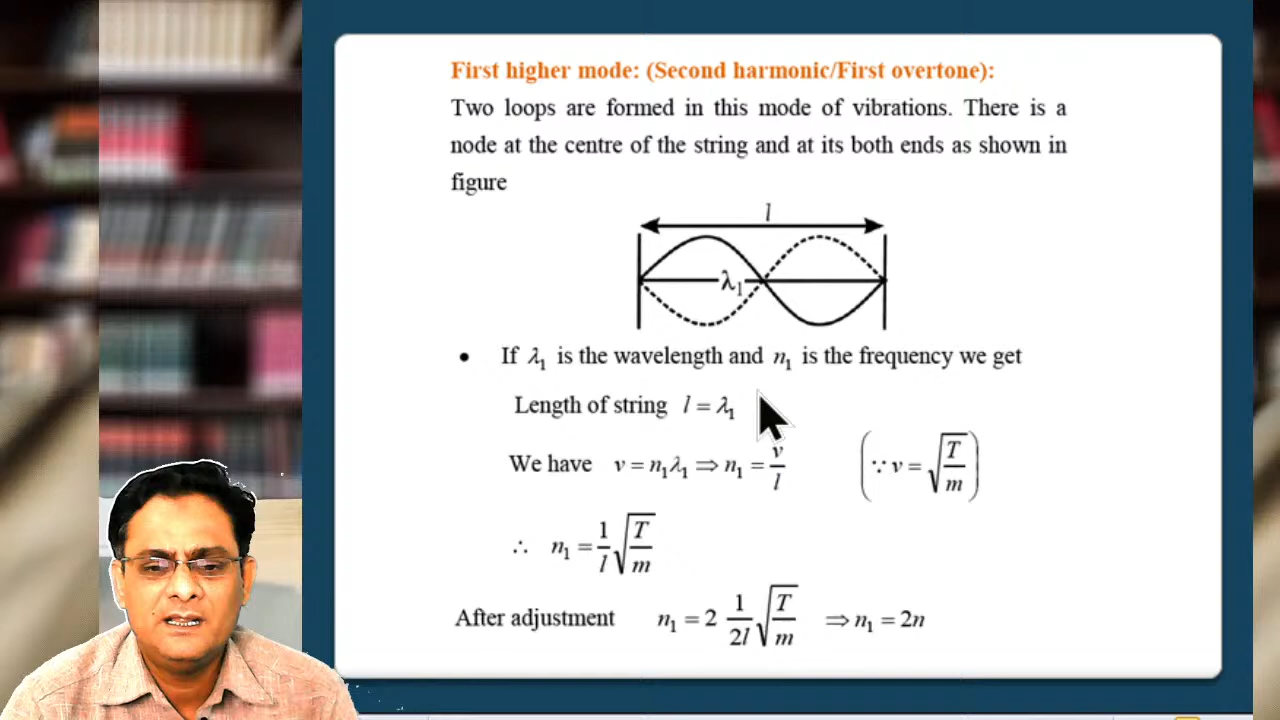 First higher mode: (Second harmonic/First overtone):
Two loops are formed in this mode of vibrations. There is a
node at the centre of the string and at its both ends as shown in
figure
l
λ₁
• If λ₁ is the wavelength and n₁ is the frequency we get
Length of string l = λ₁
We have v = n₁λ₁ ⇒ n₁ = v/l (∵ v = √(T/m))
∴ n₁ = 1/l √(T/m)
After adjustment n₁ = 2 1/2l √(T/m) ⇒ n₁ = 2n